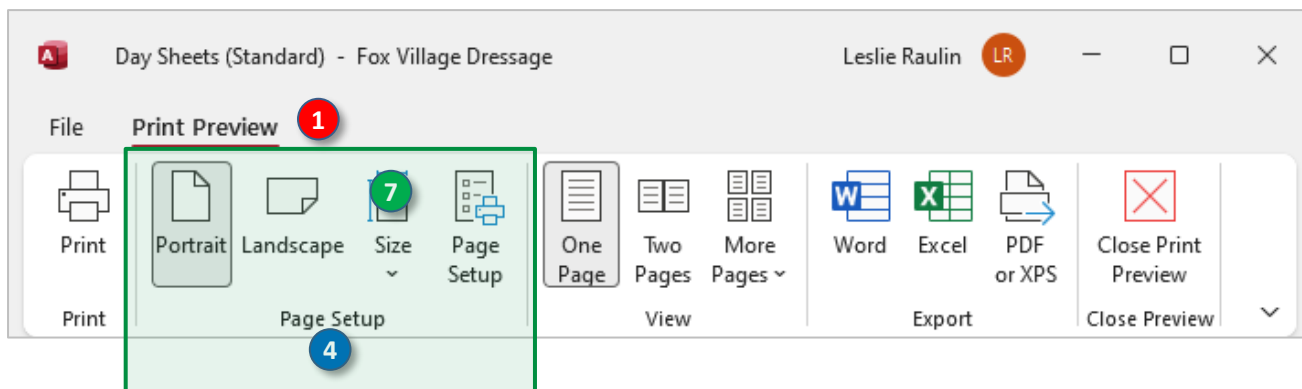 A
Day Sheets (Standard) - Fox Village Dressage
Leslie Raulin
LR
File
Print Preview
1
7
W
X
Print
Portrait
Landscape
Size
Page
Setup
One
Page
Two
Pages
More
Pages
Word
Excel
PDF
or XPS
Close Print
Preview
Print
Page Setup
View
Export
Close Preview
4